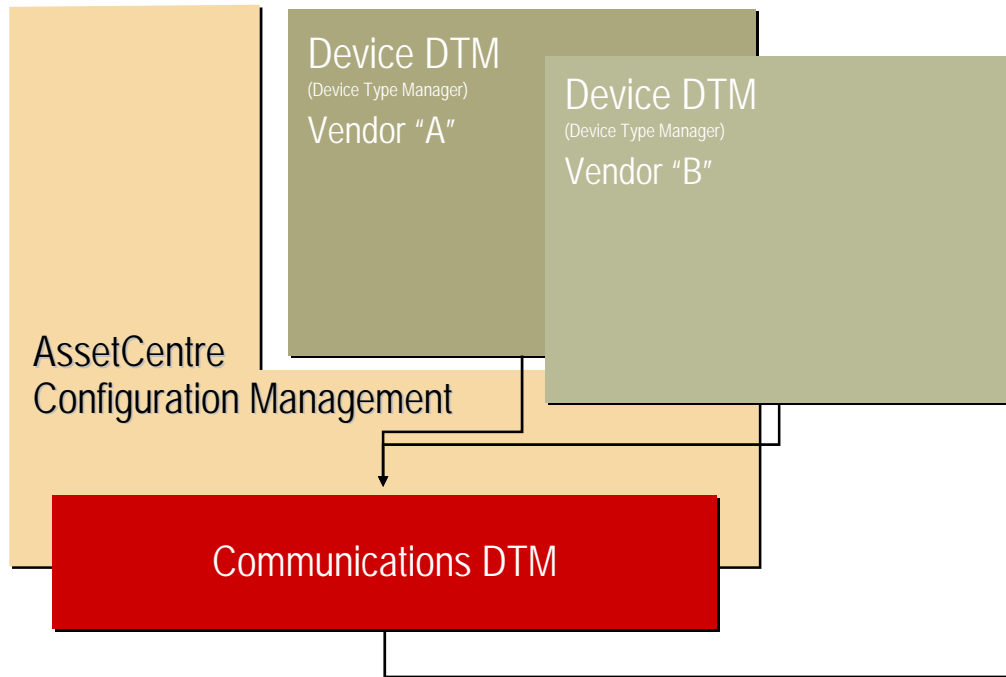 Device DTM
(Device Type Manager)
Vendor “A”
Device DTM
(Device Type Manager)
Vendor “B”
AssetCentre
Configuration Management
Communications DTM